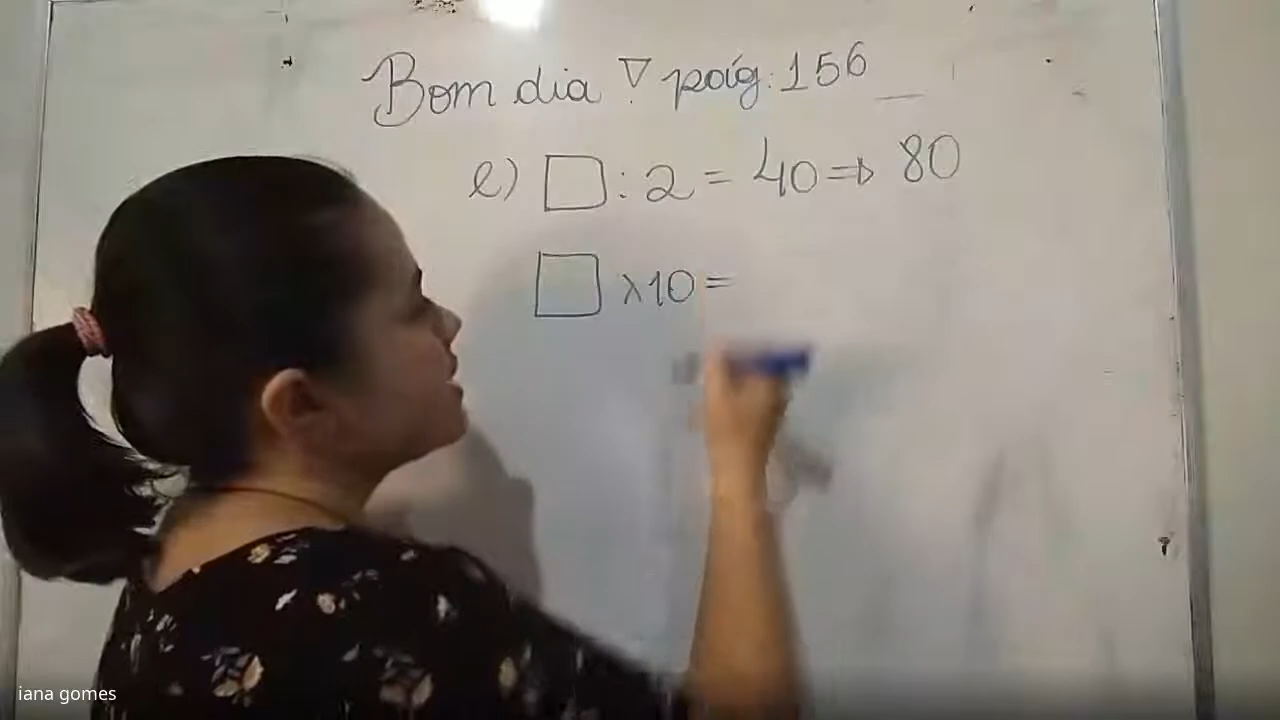 Bom dia ! pág: 156
e) □ : 2 = 40 ⇒ 80
□ x10 =
iana gomes